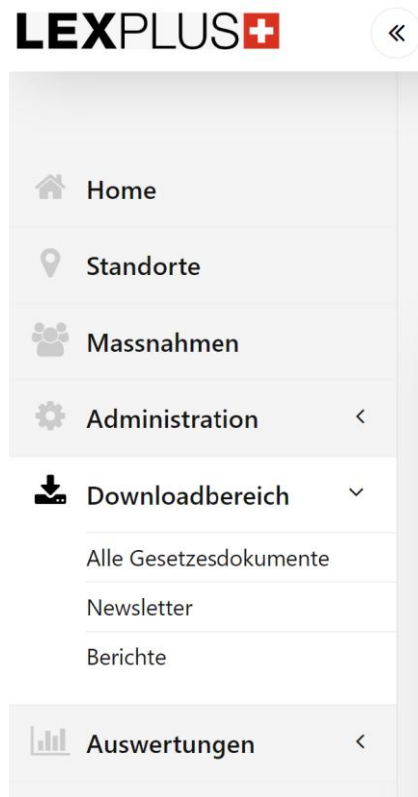 LEXPLUS
Home
Standorte
Massnahmen
Administration
Downloadbereich
Alle Gesetzesdokumente
Newsletter
Berichte
Auswertungen